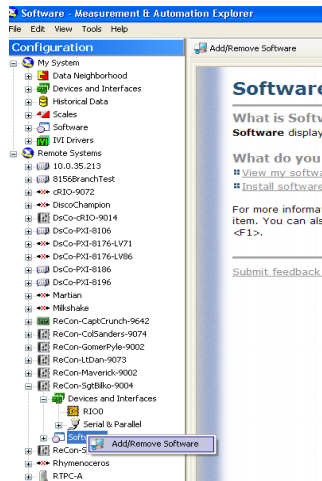 Software - Measurement & Automation Explorer
File Edit View Tools Help
Configuration
Add/Remove Software
My System
Data Neighborhood
Devices and Interfaces
Historical Data
Scales
Software
IVI Drivers
Remote Systems
10.0.35.213
8156BranchTest
cRIO-9072
DiscoChampion
DsCo-cRIO-9014
DsCo-PXI-8106
DsCo-PXI-8176-LV71
DsCo-PXI-8176-LV86
DsCo-PXI-8186
DsCo-PXI-8196
Martian
Milkshake
ReCon-CaptCrunch-9642
ReCon-ColSanders-9074
ReCon-GomerPyle-9002
ReCon-LtDan-9073
ReCon-Maverick-9002
ReCon-SgtBilko-9004
Devices and Interfaces
RIO0
Serial & Parallel
Softw
Add/Remove Software
ReCon-S
Rhymenoceros
RTPC-A
Software
What is Softw
Software display
What do you
View my softwa
Install software
For more informa
item. You can als
<F1>.
Submit feedback